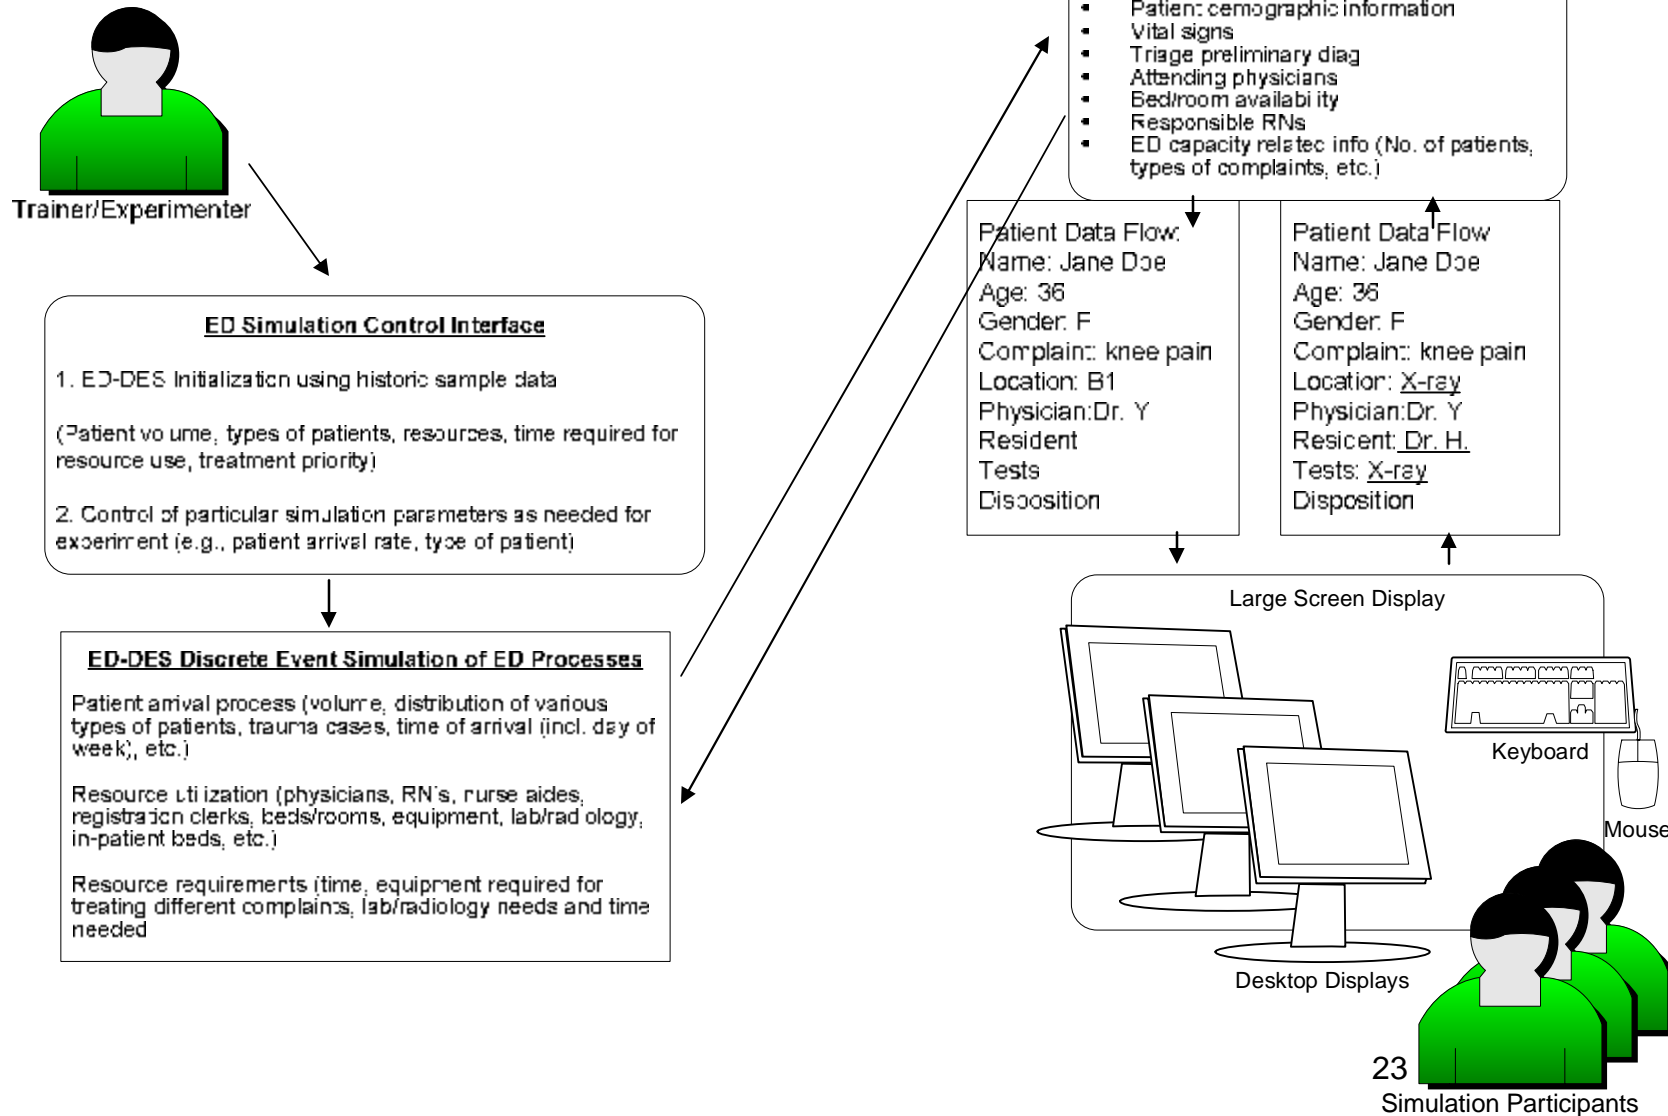 Trainer/Experimenter
ED Simulation Control Interface
1. ED-DES Initialization using historic sample data
(Patient volume, types of patients, resources, time required for
resource use, treatment priority)
2. Control of particular simulation parameters as needed for
experiment (e.g., patient arrival rate, type of patient)
ED-DES Discrete Event Simulation of ED Processes
Patient arrival process (volume, distribution of various
types of patients, trauma cases, time of arrival (incl. day of
week), etc.)
Resource utilization (physicians, RN's, nurse aides,
registration clerks, beds/rooms, equipment, lab/radiology,
in-patient beds, etc.)
Resource requirements (time, equipment required for
treating different complaints, lab/radiology needs and time
needed
▪ Patient demographic information
▪ Vital signs
▪ Triage preliminary diag
▪ Attending physicians
▪ Bed/room availability
▪ Responsible RNs
▪ ED capacity related info (No. of patients,
types of complaints, etc.)
Patient Data Flow:
Name: Jane Doe
Age: 36
Gender: F
Complaint: knee pain
Location: B1
Physician:Dr. Y
Resident
Tests
Disposition
Patient Data Flow
Name: Jane Doe
Age: 36
Gender: F
Complaint: knee pain
Location: X-ray
Physician:Dr. Y
Resident: Dr. H.
Tests: X-ray
Disposition
Large Screen Display
Keyboard
Mouse
Desktop Displays
23
Simulation Participants